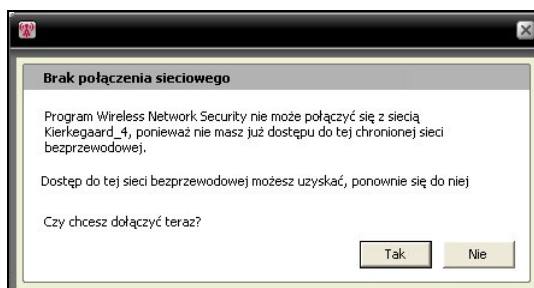 Brak połączenia sieciowego
Program Wireless Network Security nie może połączyć się z siecią
Kierkegaard_4, ponieważ nie masz już dostępu do tej chronionej sieci
bezprzewodowej.
Dostęp do tej sieci bezprzewodowej możesz uzyskać, ponownie się do niej
Czy chcesz dołączyć teraz?
Tak
Nie